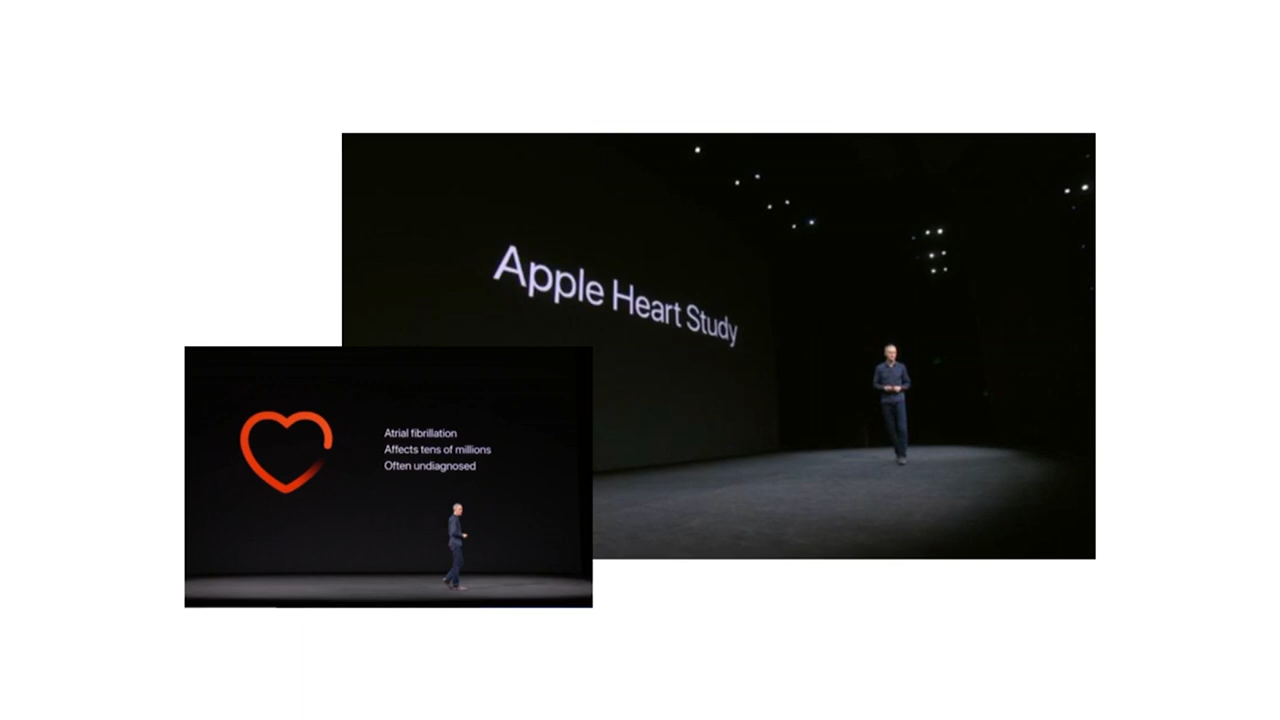 Apple Heart Study
Atrial fibrillation
Affects tens of millions
Often undiagnosed